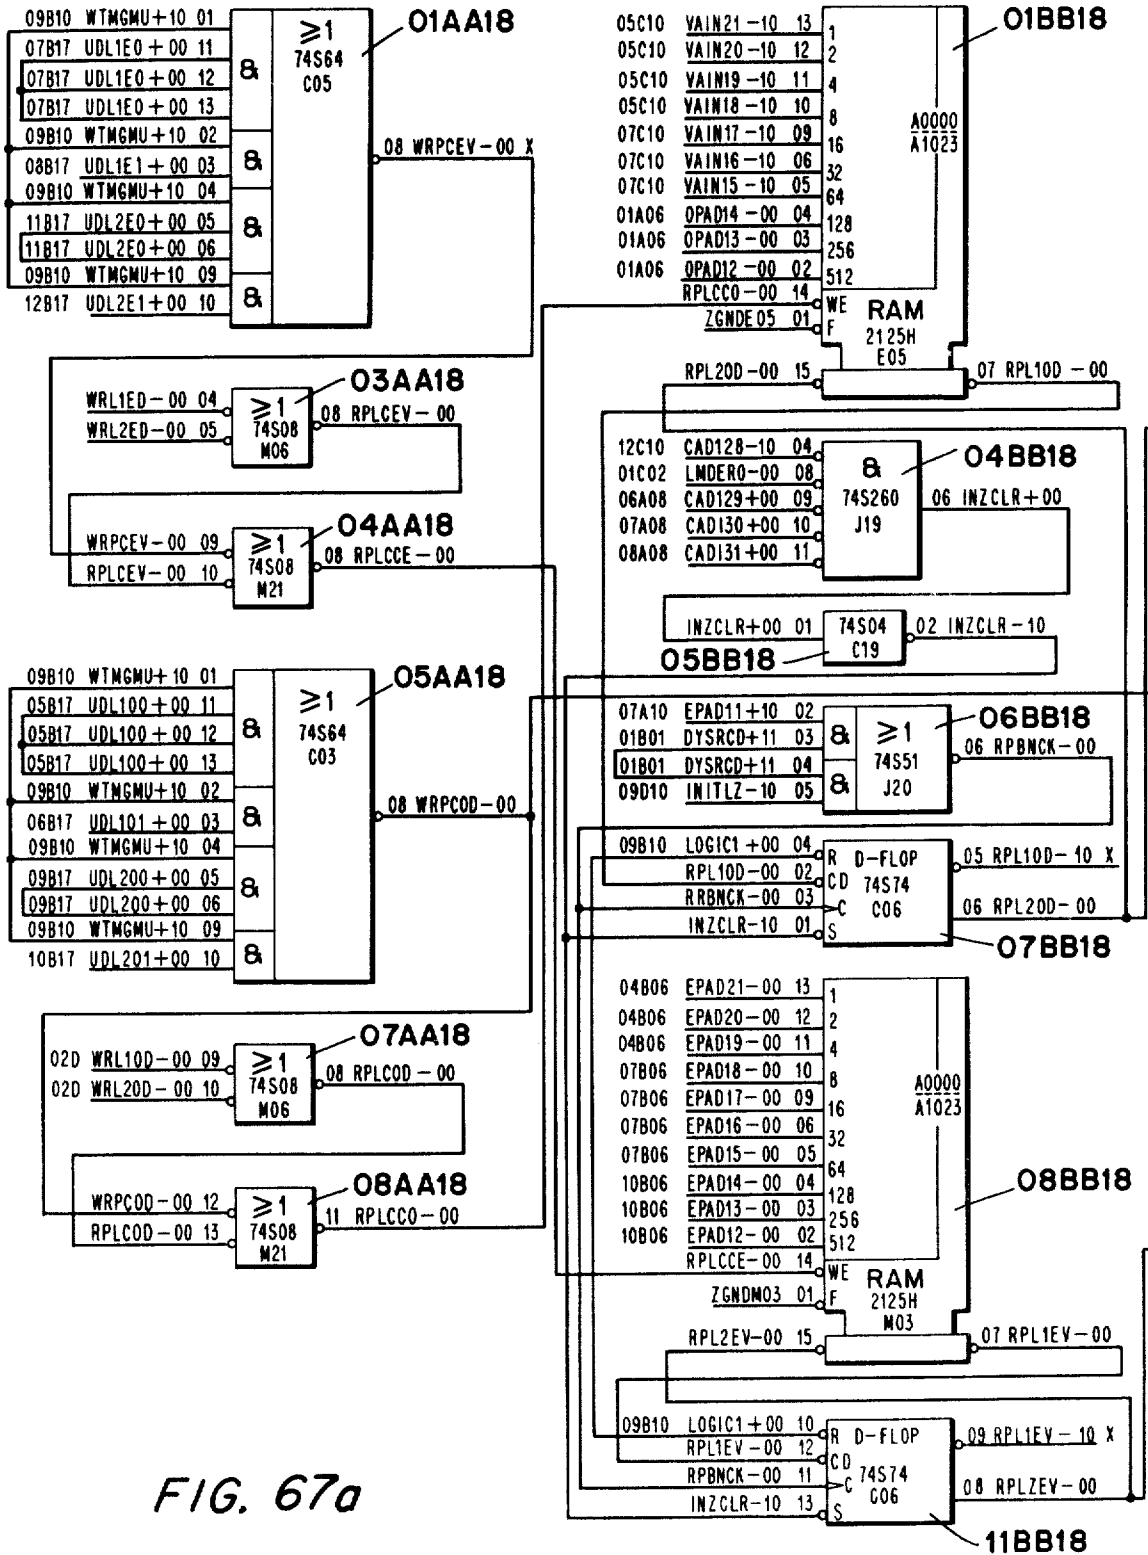 09B10 WTMGMU+10 01
07B17 UDL1E0+00 11
07B17 UDL1E0+00 12
07B17 UDL1E0+00 13
09B10 WTMGMU+10 02
08B17 UDL1E1+00 03
09B10 WTMGMU+10 04
11B17 UDL2E0+00 05
11B17 UDL2E0+00 06
09B10 WTMGMU+10 09
12B17 UDL2E1+00 10
&
&
&
&
≥1
74S64
C05
01AA18
08 WRPCEV-00 X
WRL1ED-00 04
WRL2ED-00 05
≥1
74S08
M06
03AA18
08 RPLCEV-00
WRPCEV-00 09
RPLCEV-00 10
≥1
74S08
M21
04AA18
08 RPLCCE-00
09B10 WTMGMU+10 01
05B17 UDL100+00 11
05B17 UDL100+00 12
05B17 UDL100+00 13
09B10 WTMGMU+10 02
06B17 UDL101+00 03
09B10 WTMGMU+10 04
09B17 UDL200+00 05
09B17 UDL200+00 06
09B10 WTMGMU+10 09
10B17 UDL201+00 10
&
&
&
&
≥1
74S64
C03
05AA18
08 WRPCOD-00
02D WRL10D-00 09
02D WRL20D-00 10
≥1
74S08
M06
07AA18
08 RPLCOD-00
WRPCOD-00 12
RPLCOD-00 13
≥1
74S08
M21
08AA18
11 RPLCCO-00
FIG. 67a
05C10 VAIN21-10 13 1
05C10 VAIN20-10 12 2
05C10 VAIN19-10 11 4
05C10 VAIN18-10 10 8
07C10 VAIN17-10 09 16
07C10 VAIN16-10 06 32
07C10 VAIN15-10 05 64
01A06 OPAD14-00 04 128
01A06 OPAD13-00 03 256
01A06 OPAD12-00 02 512
RPLCCO-00 14 WE
ZGNDE05 01 F
A0000
A1023
RAM
2125H
E05
01BB18
RPL20D-00 15
07 RPL10D-00
12C10 CAD128-10 04
01C02 LMDER0-00 08
06A08 CAD129+00 09
07A08 CADI30+00 10
08A08 CADI31+00 11
&
74S260
J19
04BB18
06 INZCLR+00
INZCLR+00 01
74S04
C19
05BB18
02 INZCLR-10
07A10 EPAD11+10 02
01B01 DYSRCD+11 03
01B01 DYSRCD+11 04
09D10 INITLZ-10 05
&
&
≥1
74S51
J20
06BB18
06 RPBNCK-00
09B10 LOGIC1+00 04 R
RPL10D-00 02 CD
RRBNCK-00 03 C
INZCLR-10 01 S
D-FLOP
74S74
C06
05 RPL10D-10 X
06 RPL20D-00
07BB18
04B06 EPAD21-00 13 1
04B06 EPAD20-00 12 2
04B06 EPAD19-00 11 4
07B06 EPAD18-00 10 8
07B06 EPAD17-00 09 16
07B06 EPAD16-00 06 32
07B06 EPAD15-00 05 64
10B06 EPAD14-00 04 128
10B06 EPAD13-00 03 256
10B06 EPAD12-00 02 512
RPLCCE-00 14 WE
ZGNDM03 01 F
A0000
A1023
RAM
2125H
M03
08BB18
RPL2EV-00 15
07 RPL1EV-00
09B10 LOGIC1+00 10 R
RPL1EV-00 12 CD
RPBNCK-00 11 C
INZCLR-10 13 S
D-FLOP
74S74
C06
09 RPL1EV-10 X
08 RPLZEV-00
11BB18